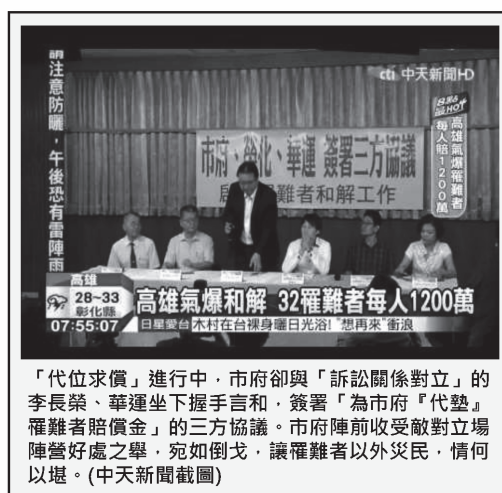 請注意防曬，午後恐有雷陣雨
cti 中天新聞HD
8點
最HOT
高雄氣爆罹難者
每人賠1200萬
市府、榮化、華運 簽署三方協議
難者和解工作
高雄
28~33
彰化縣
07:55:07
高雄氣爆和解 32罹難者每人1200萬
日星愛台 木村在台裸身曬日光浴! "想再來"衝浪
「代位求償」進行中，市府卻與「訴訟關係對立」的
李長榮、華運坐下握手言和，簽署「為市府『代墊』
罹難者賠償金」的三方協議。市府陣前收受敵對立場
陣營好處之舉，宛如倒戈，讓罹難者以外災民，情何
以堪。(中天新聞截圖)